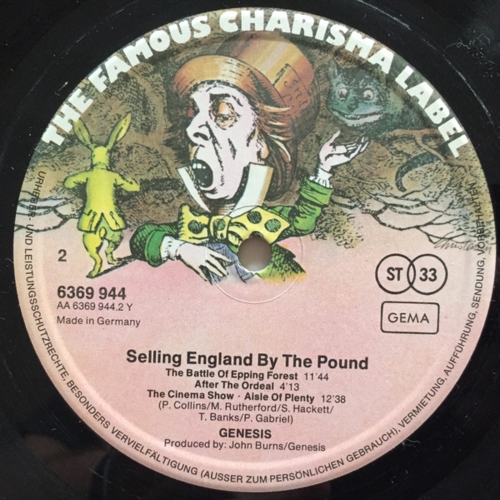 THE FAMOUS CHARISMA LABEL
2
ST 33
6369 944
AA 6369 944.2 Y
Made in Germany
GEMA
Selling England By The Pound
The Battle Of Epping Forest 11'44
After The Ordeal 4'13
The Cinema Show · Aisle Of Plenty 12'38
(P. Collins/M. Rutherford/S. Hackett/
T. Banks/P. Gabriel)
GENESIS
Produced by: John Burns/Genesis
URHEBER- UND LEISTUNGSSCHUTZRECHTE, BESONDERS VERVIELFÄLTIGUNG (AUSSER ZUM PERSÖNLICHEN GEBRAUCH), VERMIETUNG, AUFFÜHRUNG, SENDUNG,